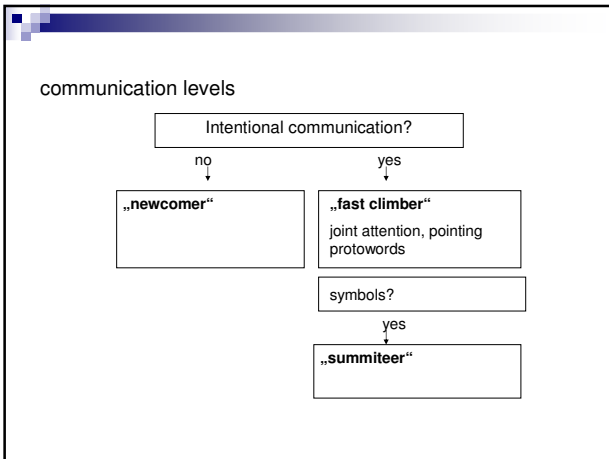 communication levels
Intentional communication?
no
yes
„newcomer“
„fast climber“
joint attention, pointing
protowords
symbols?
yes
„summiteer“